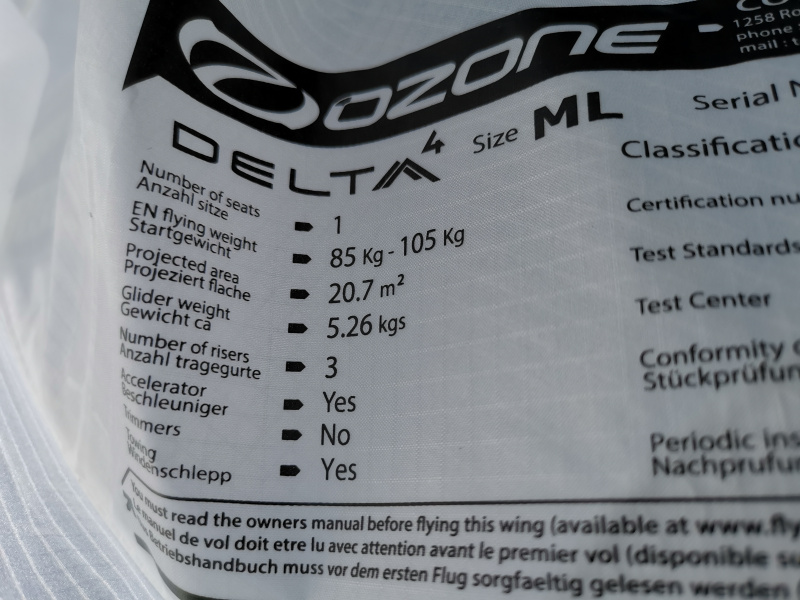 OZONE
1258 Ro
phone
mail : t
DELTA 4 Size ML
Serial N
Number of seats
Anzahl sitze
1
EN flying weight
Startgewicht
85 Kg - 105 Kg
Projected area
Projeziert flache
20.7 m²
Glider weight
Gewicht ca
5.26 kgs
Number of risers
Anzahl tragegurte
3
Accelerator
Beschleuniger
Yes
Trimmers
No
Towing
Windenschlepp
Yes
Classificatio
Certification nu
Test Standards
Test Center
Conformity
Stückprüfun
Periodic ins
Nachprufu
You must read the owners manual before flying this wing (available at www.fly
Le manuel de vol doit etre lu avec attention avant le premier vol (disponible su
Betriebshandbuch muss vor dem ersten Flug sorgfaeltig gelesen werden